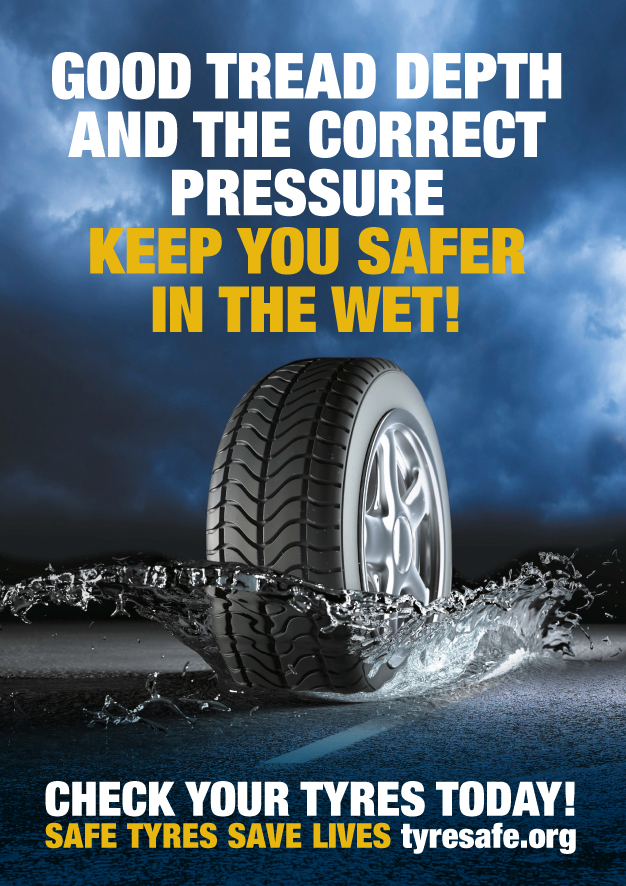 GOOD TREAD DEPTH
AND THE CORRECT
PRESSURE
KEEP YOU SAFER
IN THE WET!
CHECK YOUR TYRES TODAY!
SAFE TYRES SAVE LIVES tyresafe.org